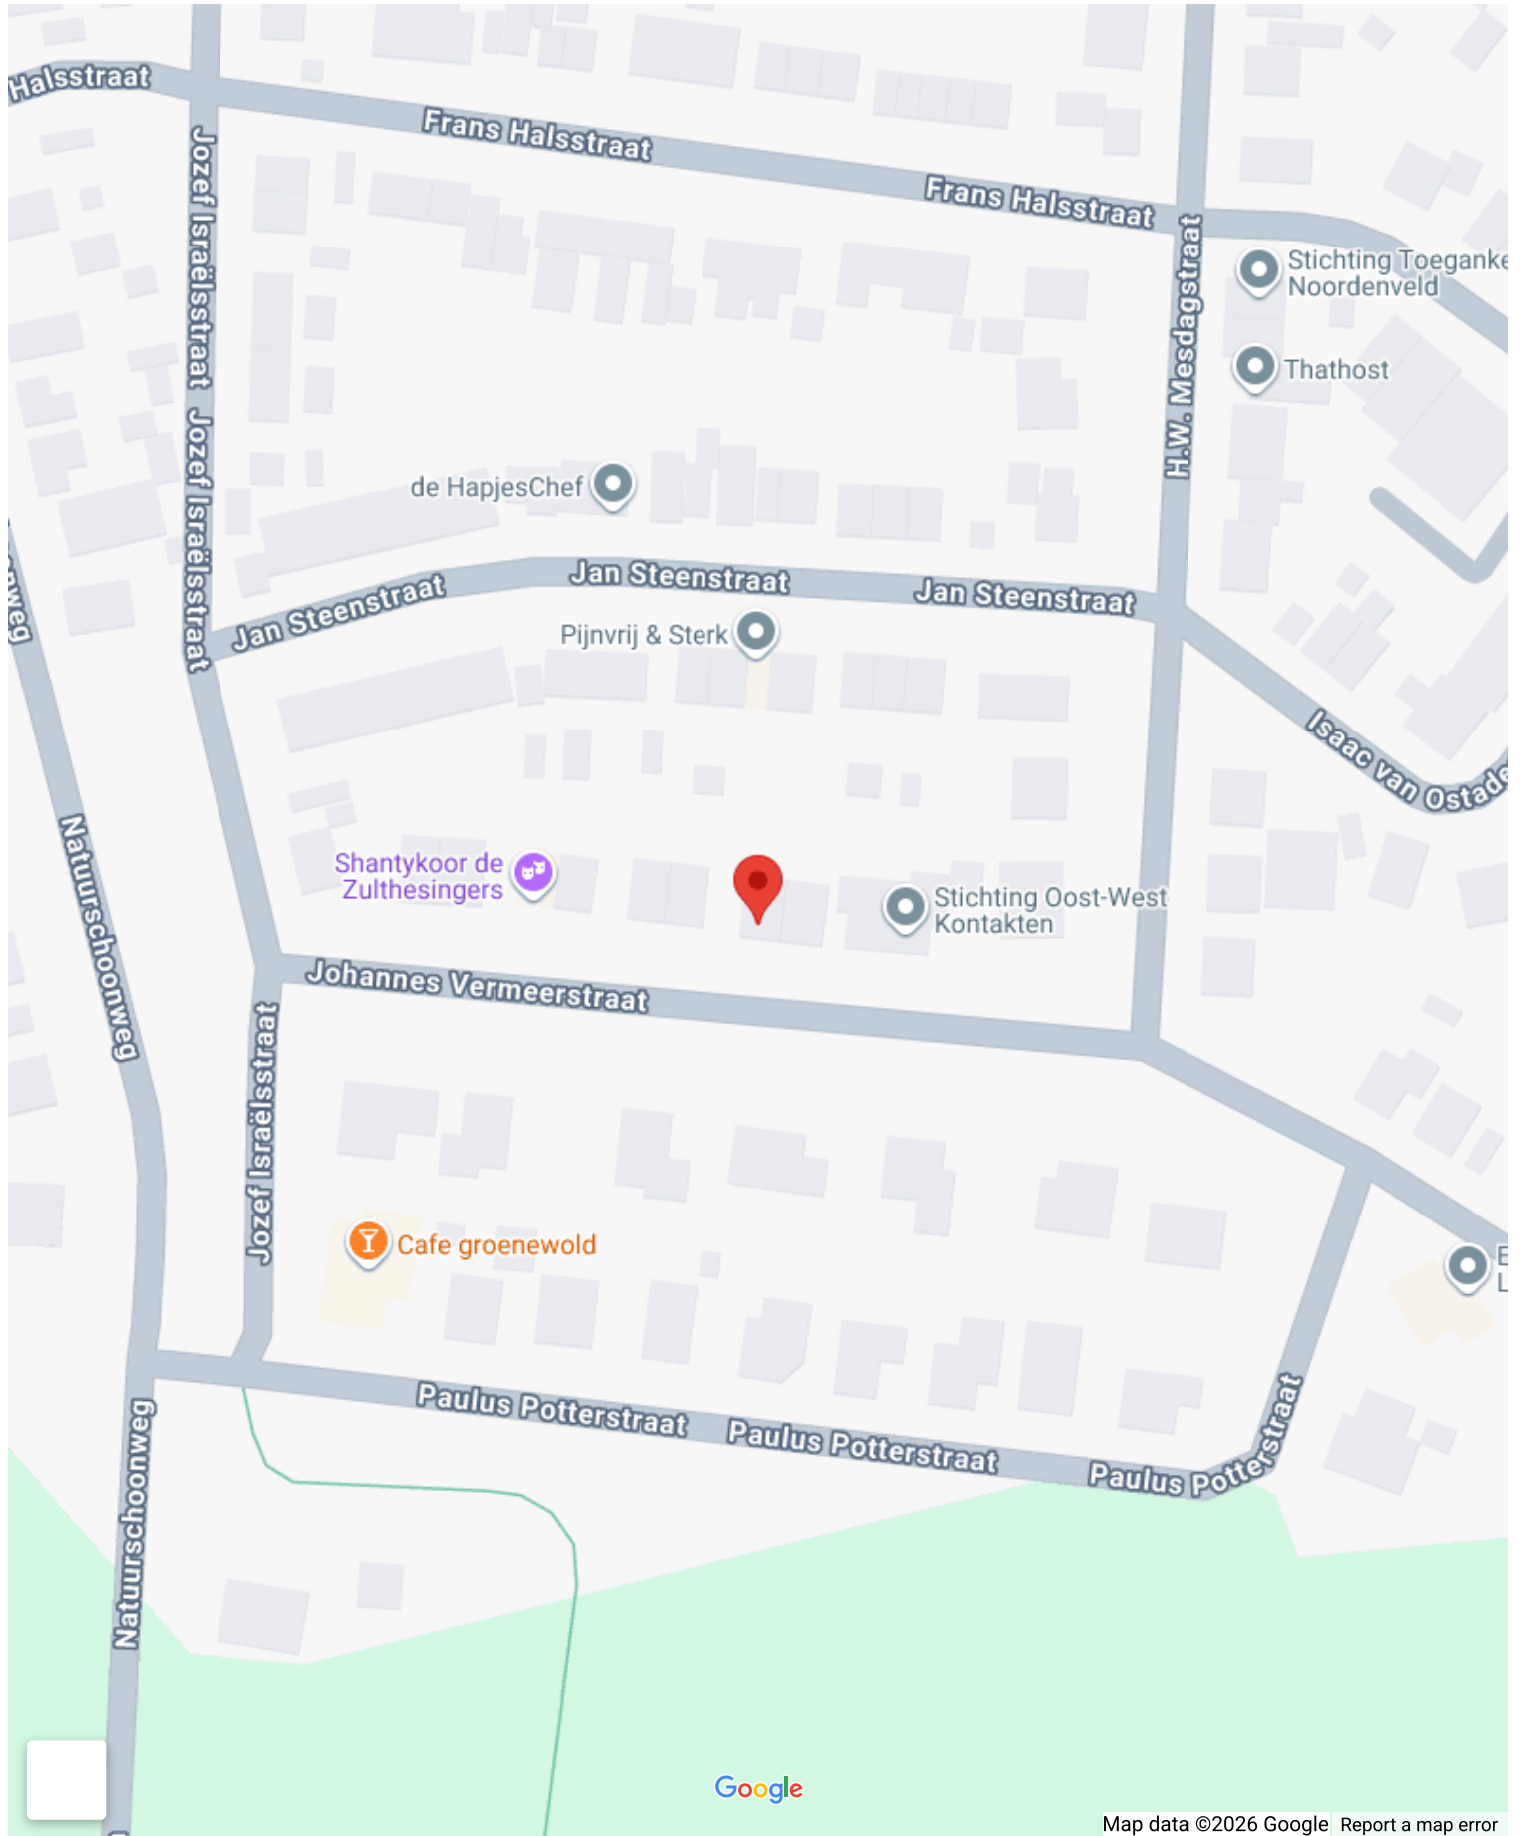 Halsstraat
Frans Halsstraat
Frans Halsstraat
Jozef Israëlsstraat
Jozef Israëlsstraat
H.W. Mesdagstraat
Stichting Toeganke
Noordenveld
Thathost
de HapjesChef
Jan Steenstraat
Jan Steenstraat
Jan Steenstraat
Pijnvrij & Sterk
Isaac van Ostade
Natuurschoonweg
Shantykoor de
Zulthesingers
Stichting Oost-West
Kontakten
Johannes Vermeerstraat
Jozef Israëlsstraat
Cafe groenewold
Paulus Potterstraat
Paulus Potterstraat
Paulus Potterstraat
Natuurschoonweg
Google
Map data ©2026 Google
Report a map error